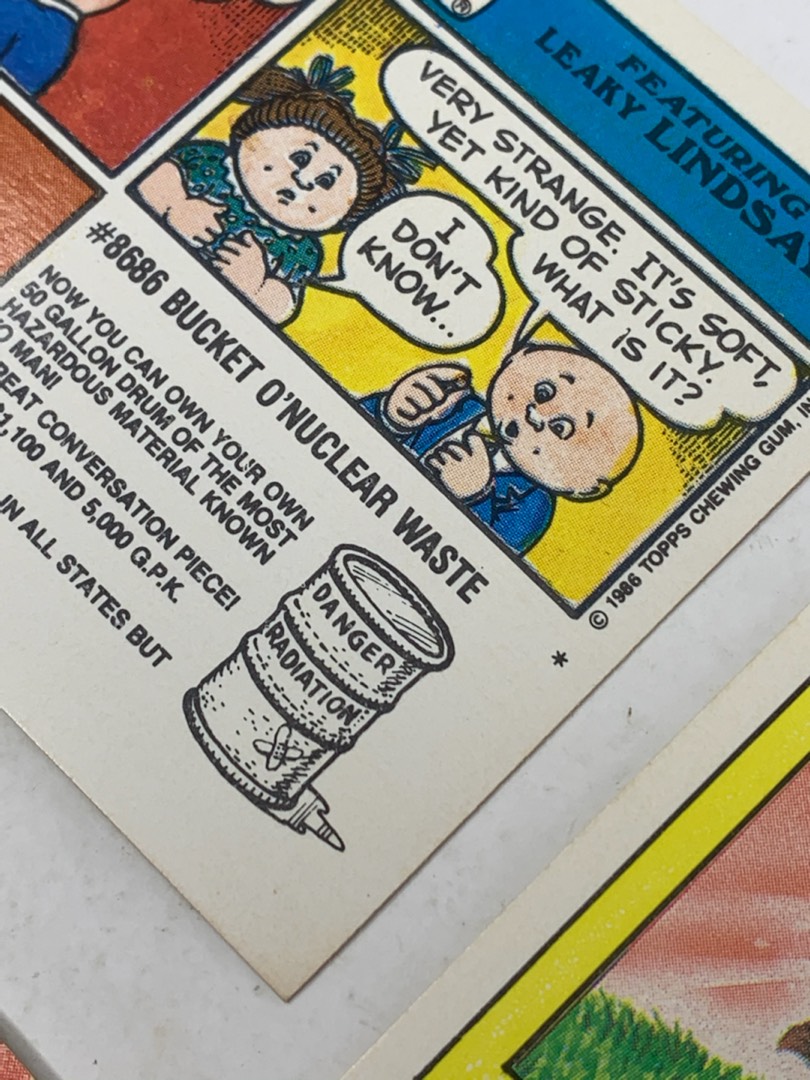 ®
FEATURING
LEAKY LINDSAY
VERY STRANGE. IT'S SOFT,
YET KIND OF STICKY.
WHAT IS IT?
I
DON'T
KNOW...
© 1986 TOPPS CHEWING GUM,
#8686 BUCKET O'NUCLEAR WASTE
NOW YOU CAN OWN YOUR OWN
50 GALLON DRUM OF THE MOST
HAZARDOUS MATERIAL KNOWN
O MAN!
REAT CONVERSATION PIECE!
1,100 AND 5,000 G.P.K.
IN ALL STATES BUT
DANGER
RADIATION
*